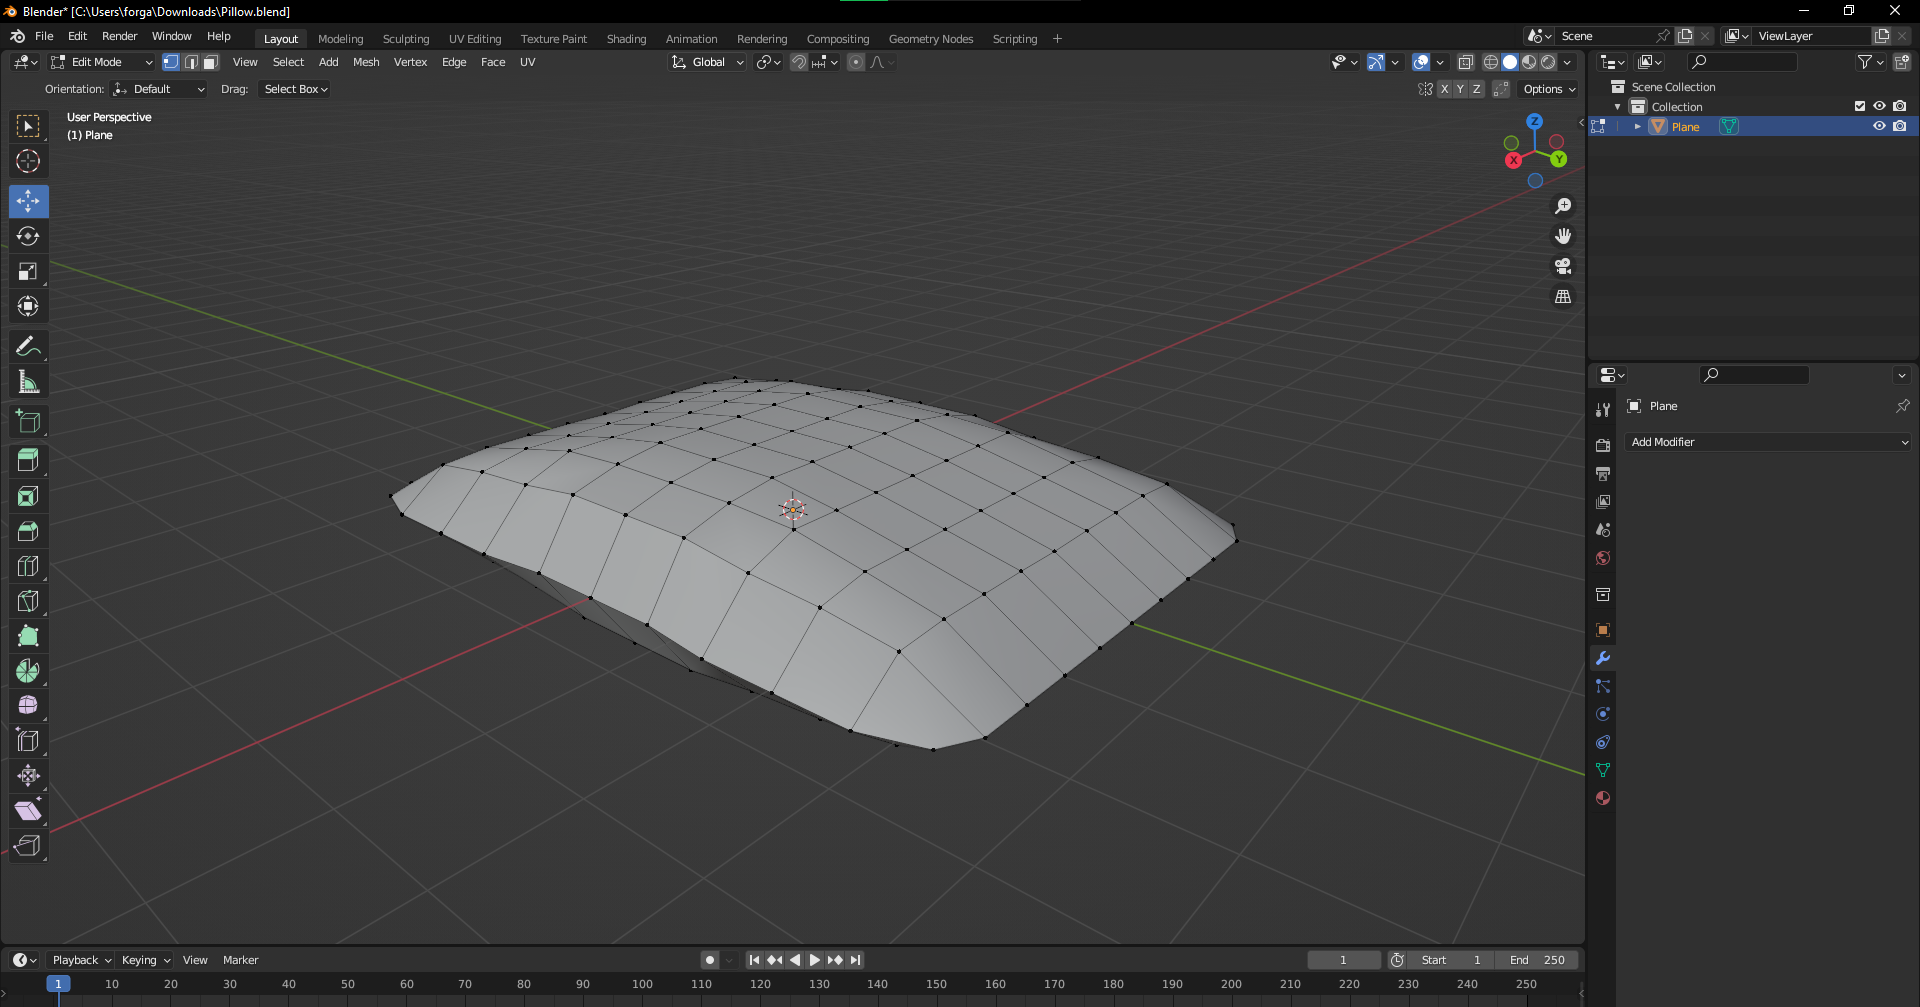 Blender* [C:\Users\forga\Downloads\Pillow.blend]
File Edit Render Window Help Layout Modeling Sculpting UV Editing Texture Paint Shading Animation Rendering Compositing Geometry Nodes Scripting + Scene ViewLayer
Edit Mode View Select Add Mesh Vertex Edge Face UV Global
Orientation: Default Drag: Select Box X Y Z Options
Scene Collection
Collection
Plane
User Perspective
(1) Plane
Z
X Y
Plane
Add Modifier
Playback Keying View Marker 1 Start 1 End 250
1 10 20 30 40 50 60 70 80 90 100 110 120 130 140 150 160 170 180 190 200 210 220 230 240 250